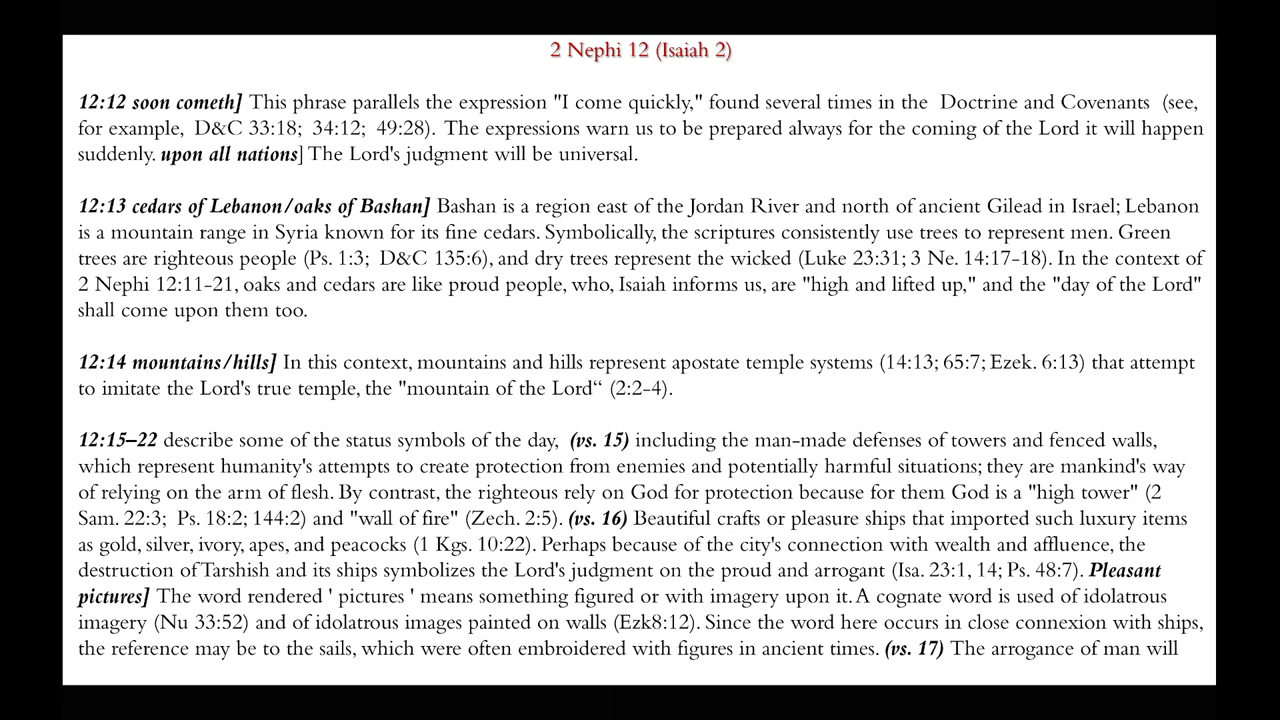 2 Nephi 12 (Isaiah 2)
12:12 soon cometh] This phrase parallels the expression "I come quickly," found several times in the Doctrine and Covenants (see,
for example, D&C 33:18; 34:12; 49:28). The expressions warn us to be prepared always for the coming of the Lord it will happen
suddenly. upon all nations] The Lord's judgment will be universal.
12:13 cedars of Lebanon/oaks of Bashan] Bashan is a region east of the Jordan River and north of ancient Gilead in Israel; Lebanon
is a mountain range in Syria known for its fine cedars. Symbolically, the scriptures consistently use trees to represent men. Green
trees are righteous people (Ps. 1:3; D&C 135:6), and dry trees represent the wicked (Luke 23:31; 3 Ne. 14:17-18). In the context of
2 Nephi 12:11-21, oaks and cedars are like proud people, who, Isaiah informs us, are "high and lifted up," and the "day of the Lord"
shall come upon them too.
12:14 mountains/hills] In this context, mountains and hills represent apostate temple systems (14:13; 65:7; Ezek. 6:13) that attempt
to imitate the Lord's true temple, the "mountain of the Lord“ (2:2-4).
12:15–22 describe some of the status symbols of the day, (vs. 15) including the man-made defenses of towers and fenced walls,
which represent humanity's attempts to create protection from enemies and potentially harmful situations; they are mankind's way
of relying on the arm of flesh. By contrast, the righteous rely on God for protection because for them God is a "high tower" (2
Sam. 22:3; Ps. 18:2; 144:2) and "wall of fire" (Zech. 2:5). (vs. 16) Beautiful crafts or pleasure ships that imported such luxury items
as gold, silver, ivory, apes, and peacocks (1 Kgs. 10:22). Perhaps because of the city's connection with wealth and affluence, the
destruction of Tarshish and its ships symbolizes the Lord's judgment on the proud and arrogant (Isa. 23:1, 14; Ps. 48:7). Pleasant
pictures] The word rendered ' pictures ' means something figured or with imagery upon it. A cognate word is used of idolatrous
imagery (Nu 33:52) and of idolatrous images painted on walls (Ezk8:12). Since the word here occurs in close connexion with ships,
the reference may be to the sails, which were often embroidered with figures in ancient times. (vs. 17) The arrogance of man will